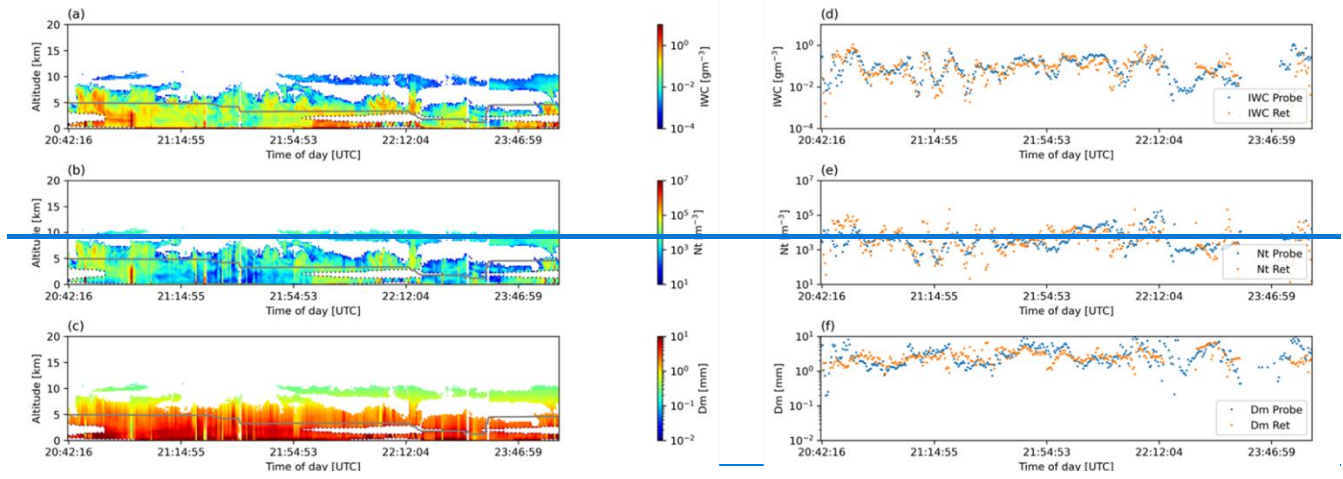 (a)
20
15
10
5
0
Altitude [km]
20:42:16 21:14:55 21:54:53 22:12:04 23:46:59
Time of day [UTC]
10⁰
10⁻²
10⁻⁴
IWC [gm⁻³]
(b)
20
15
10
5
0
Altitude [km]
20:42:16 21:14:55 21:54:53 22:12:04 23:46:59
Time of day [UTC]
10⁷
10⁵
10³
10¹
Nt m⁻³]
(c)
20
15
10
5
0
Altitude [km]
20:42:16 21:14:55 21:54:53 22:12:04 23:46:59
Time of day [UTC]
10¹
10⁰
10⁻¹
10⁻²
Dm [mm]
(d)
10⁰
10⁻²
10⁻⁴
IWC [gm⁻³]
IWC Probe
IWC Ret
20:42:16 21:14:55 21:54:53 22:12:04 23:46:59
Time of day [UTC]
(e)
10⁷
10⁵
10³
10¹
Nt m⁻³]
Nt Probe
Nt Ret
20:42:16 21:14:55 21:54:53 22:12:04 23:46:59
Time of day [UTC]
(f)
10¹
10⁰
10⁻¹
10⁻²
Dm [mm]
Dm Probe
Dm Ret
20:42:16 21:14:55 21:54:53 22:12:04 23:46:59
Time of day [UTC]